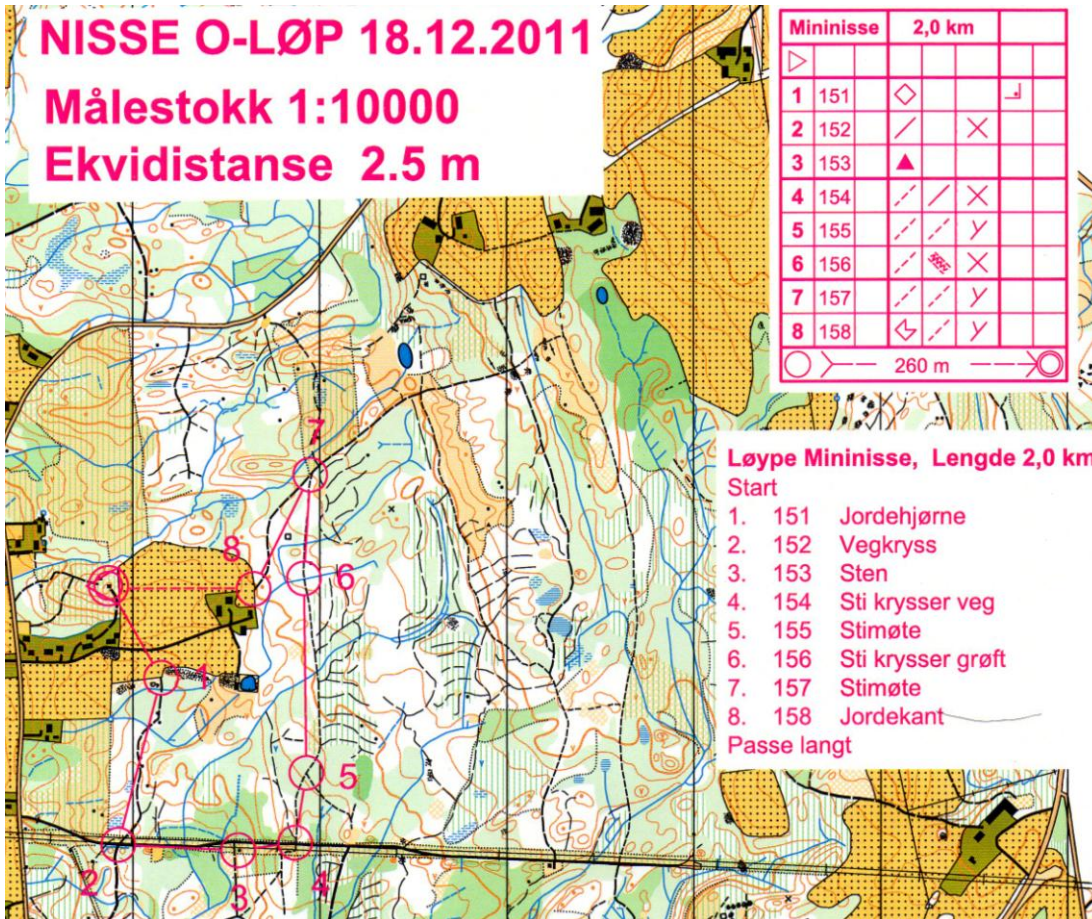 NISSE O-LØP 18.12.2011
Målestokk 1:10000
Ekvidistanse 2.5 m
Mininisse 2,0 km
1 151
2 152
3 153
4 154
5 155
6 156
7 157
8 158
260 m
Løype Mininisse, Lengde 2,0 km
Start
1. 151 Jordehjørne
2. 152 Vegkryss
3. 153 Sten
4. 154 Sti krysser veg
5. 155 Stimøte
6. 156 Sti krysser grøft
7. 157 Stimøte
8. 158 Jordekant
Passe langt
7
8
6
1
5
2
3
4